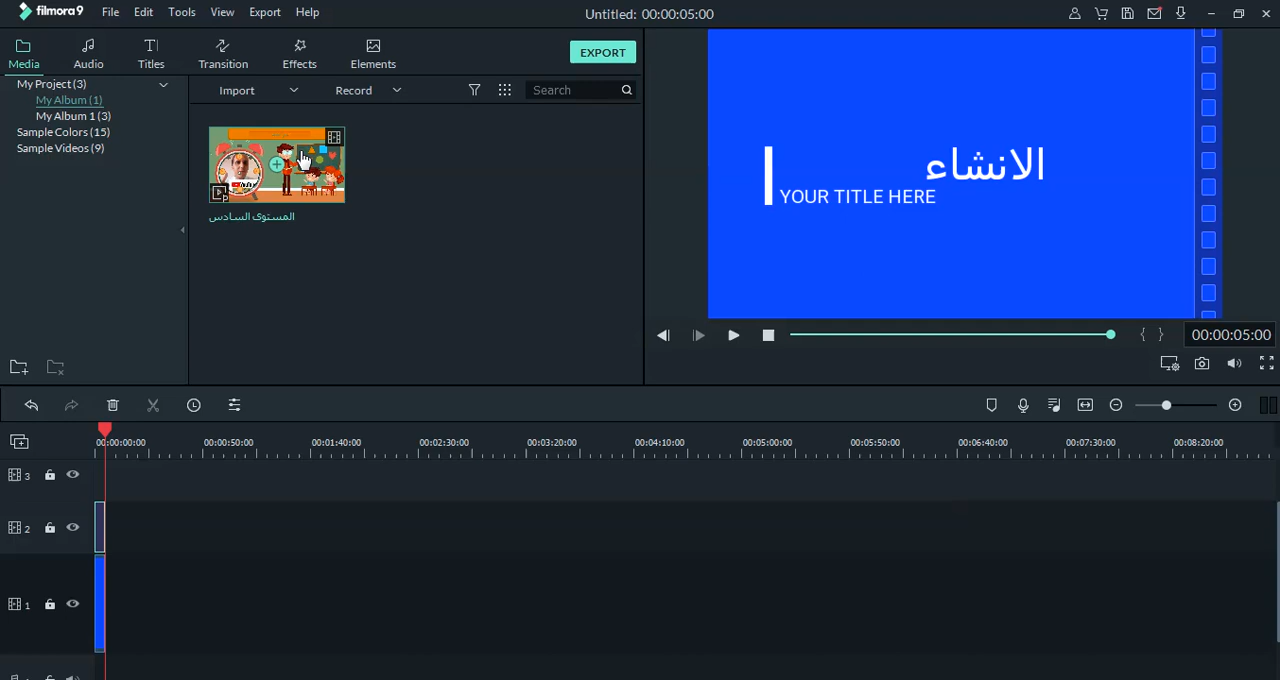 filmora9 File Edit Tools View Export Help Untitled: 00:00:05:00
Media Audio Titles Transition Effects Elements EXPORT
My Project (3)
My Album (1)
My Album 1 (3)
Sample Colors (15)
Sample Videos (9)
Import Record Search
المستوى السادس
الانشاء
YOUR TITLE HERE
{ } 00:00:05:00
00:00:00:00 00:00:50:00 00:01:40:00 00:02:30:00 00:03:20:00 00:04:10:00 00:05:00:00 00:05:50:00 00:06:40:00 00:07:30:00 00:08:20:00
3
2
1